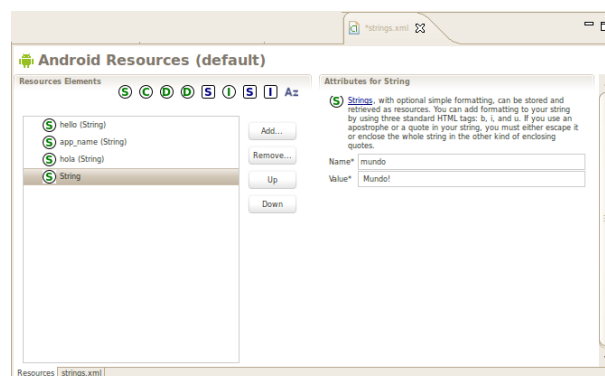 *strings.xml
Android Resources (default)
Resources Elements
S C D D S I S I Az
S hello (String)
S app_name (String)
S hola (String)
S String
Add...
Remove...
Up
Down
Attributes for String
S Strings, with optional simple formatting, can be stored and
retrieved as resources. You can add formatting to your string
by using three standard HTML tags: b, i, and u. If you use an
apostrophe or a quote in your string, you must either escape it
or enclose the whole string in the other kind of enclosing
quotes.
Name* mundo
Value* Mundo!
Resources strings.xml